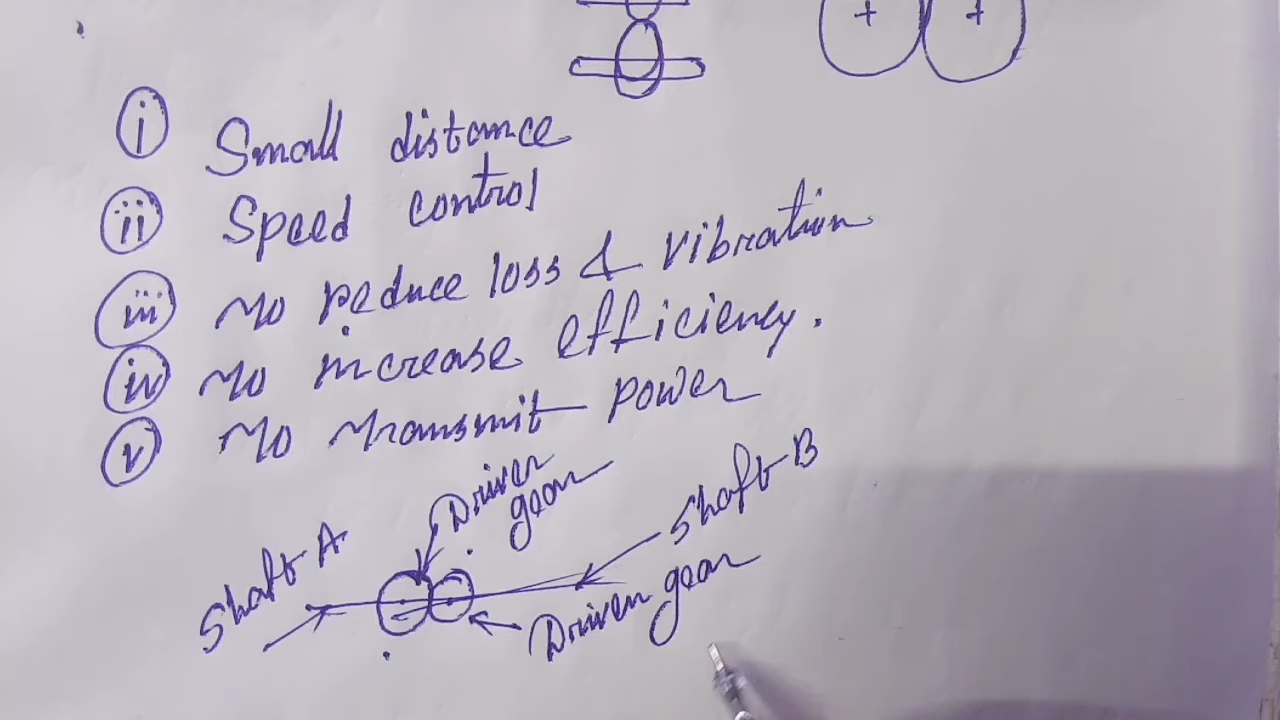 + +
i Small distance
ii Speed control
iii To reduce loss & vibration
iv To increase efficiency.
v To transmit power
Driver
gear
Shaft A
Shaft B
Driven gear